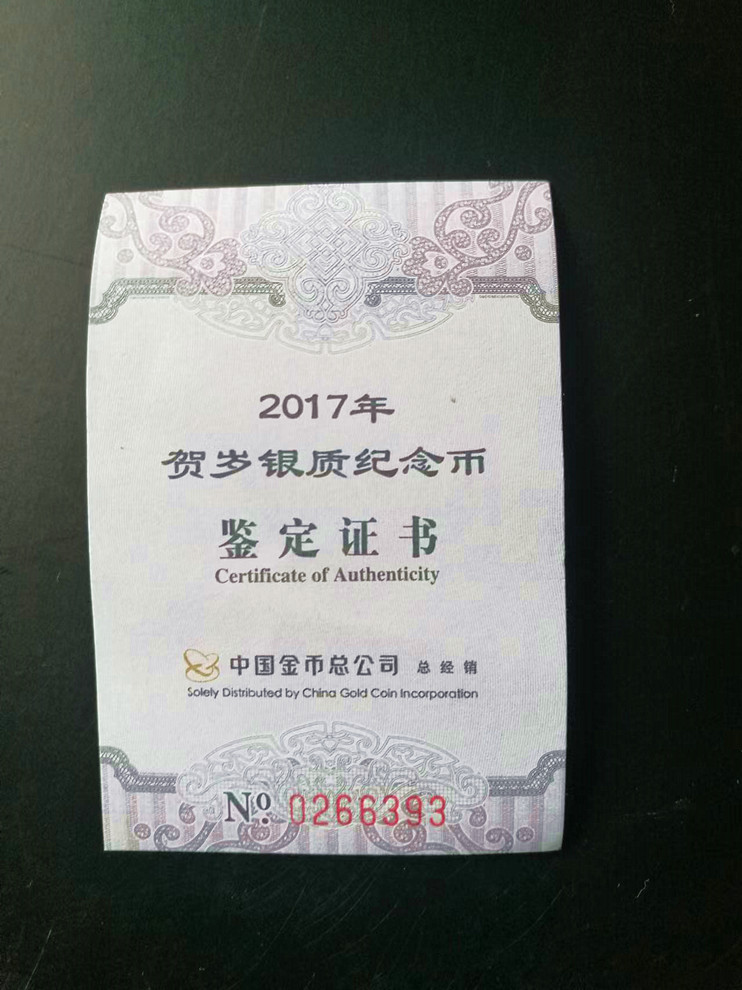 2017年
贺岁银质纪念币
鉴定证书
Certificate of Authenticity
中国金币总公司 总经销
Solely Distributed by China Gold Coin Incorporation
№ 0266393